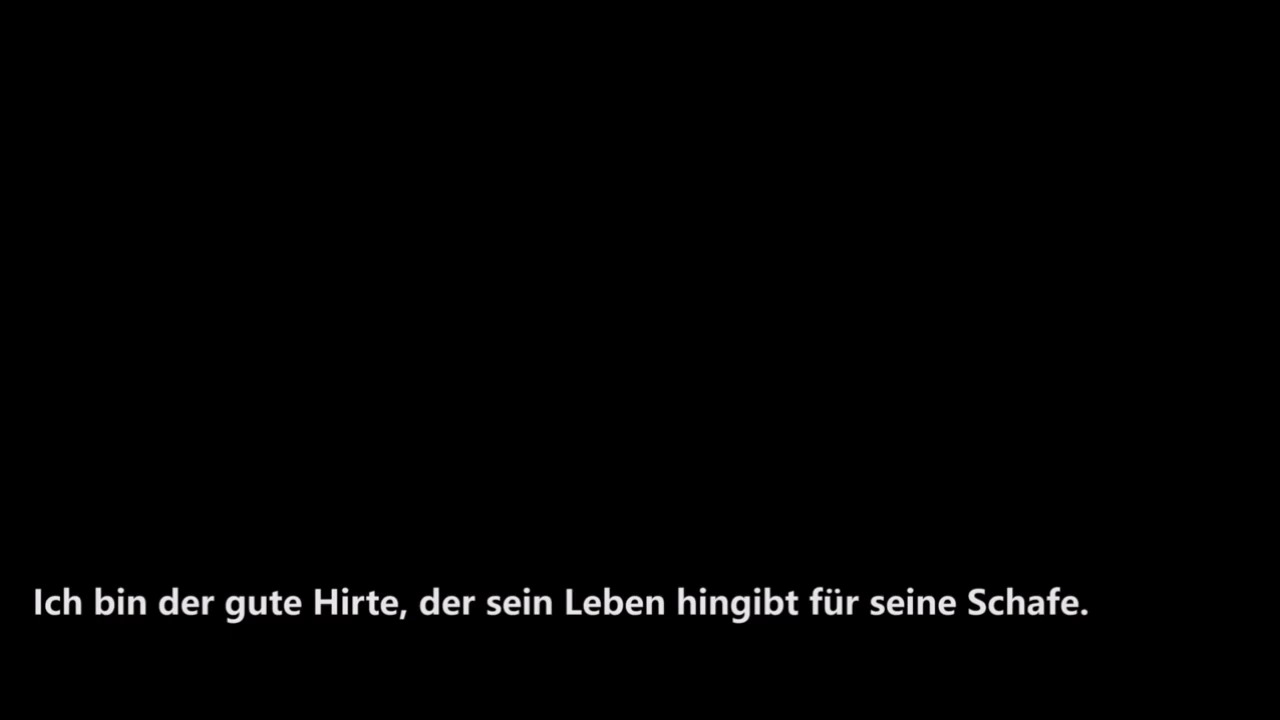 Ich bin der gute Hirte, der sein Leben hingibt für seine Schafe.